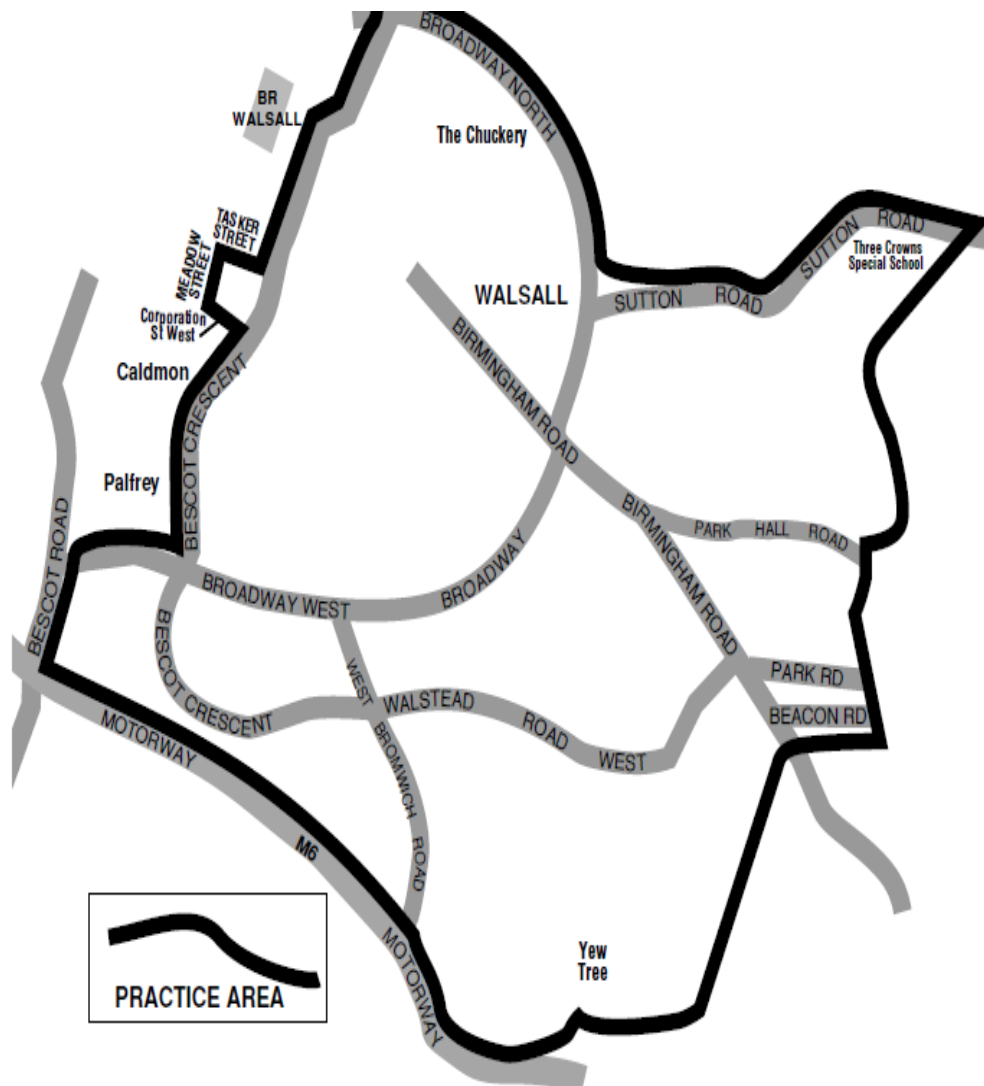 BROADWAY NORTH
BR
WALSALL
The Chuckery
TASKER
STREET
MEADOW
STREET
SUTTON ROAD
Three Crowns
Special School
WALSALL
SUTTON ROAD
Corporation
St West
BIRMINGHAM ROAD
Caldmon
BESCOT CRESCENT
Palfrey
BESCOT ROAD
BIRMINGHAM ROAD
PARK HALL ROAD
BROADWAY WEST
BROADWAY
BESCOT CRESCENT
WEST BROMWICH ROAD
WALSTEAD ROAD WEST
PARK RD
BEACON RD
MOTORWAY
M6
MOTORWAY
Yew
Tree
PRACTICE AREA